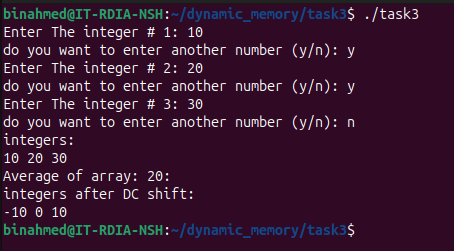 binahmed@IT-RDIA-NSH:~/dynamic_memory/task3$ ./task3
Enter The integer # 1: 10
do you want to enter another number (y/n): y
Enter The integer # 2: 20
do you want to enter another number (y/n): y
Enter The integer # 3: 30
do you want to enter another number (y/n): n
integers:
10 20 30
Average of array: 20:
integers after DC shift:
-10 0 10
binahmed@IT-RDIA-NSH:~/dynamic_memory/task3$